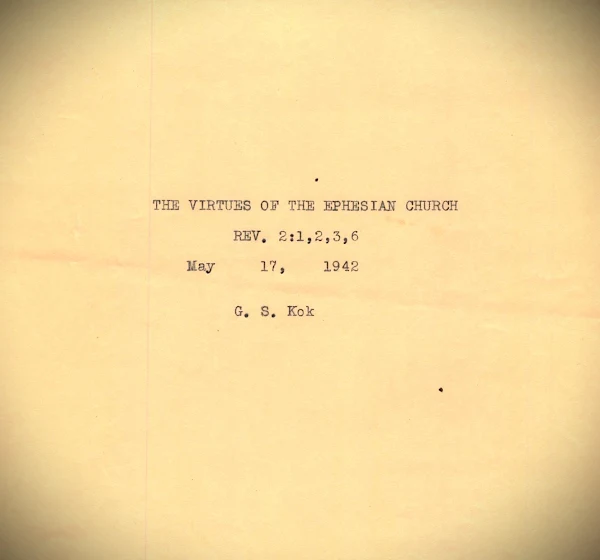 THE VIRTUES OF THE EPHESIAN CHURCH
REV. 2:1,2,3,6
May 17, 1942
G. S. Kok